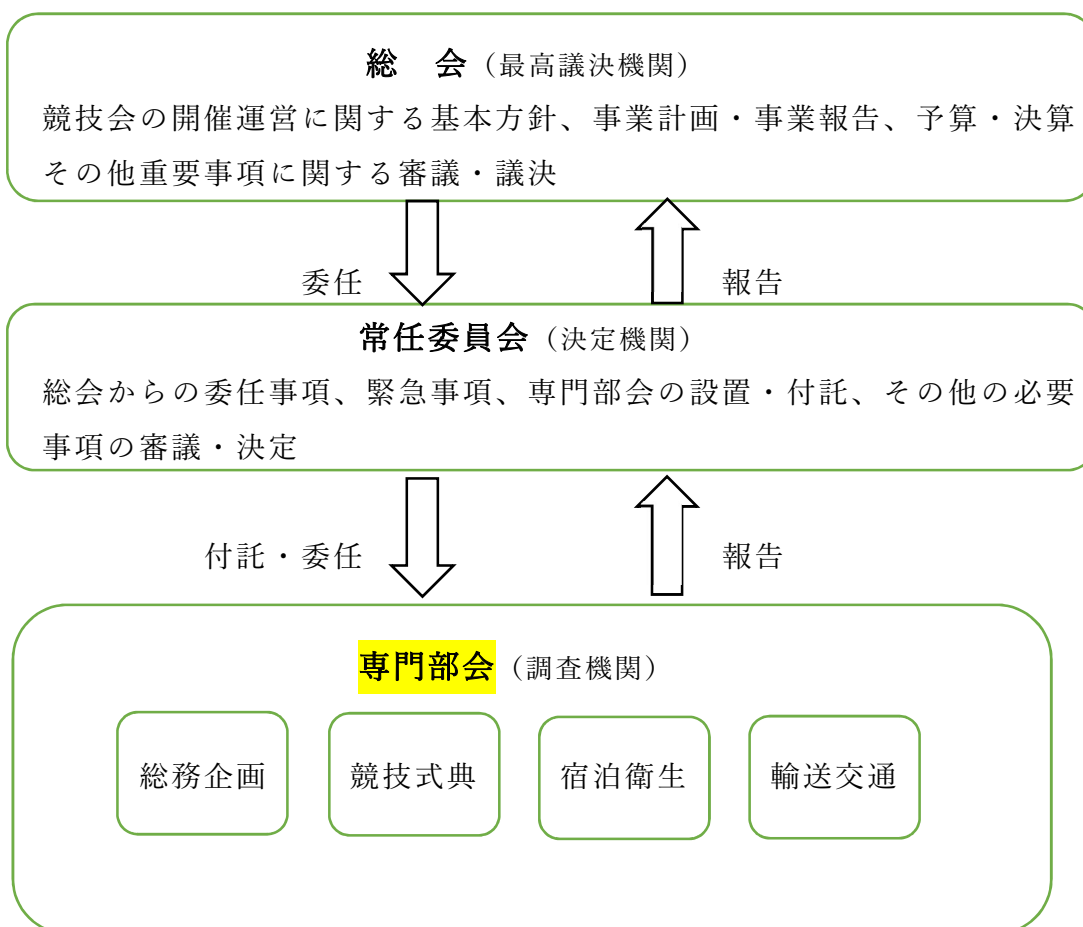 総　会（最高議決機関）
競技会の開催運営に関する基本方針、事業計画・事業報告、予算・決算
その他重要事項に関する審議・議決
委任
報告
常任委員会（決定機関）
総会からの委任事項、緊急事項、専門部会の設置・付託、その他の必要
事項の審議・決定
付託・委任
報告
専門部会（調査機関）
総務企画
競技式典
宿泊衛生
輸送交通